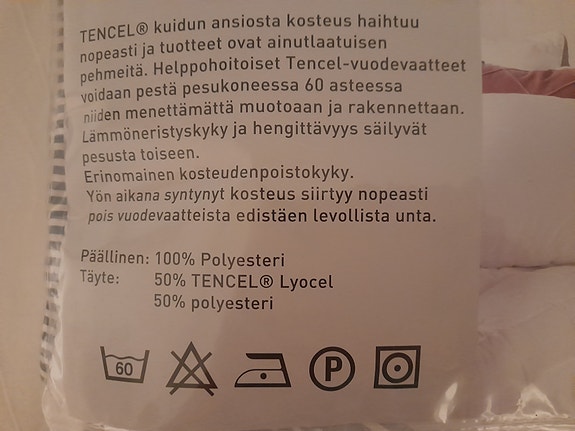 TENCEL® kuidun ansiosta kosteus haihtuu
nopeasti ja tuotteet ovat ainutlaatuisen
pehmeitä. Helppohoitoiset Tencel-vuodevaatteet
voidaan pestä pesukoneessa 60 asteessa
niiden menettämättä muotoaan ja rakennettaan.
Lämmöneristyskyky ja hengittävyys säilyvät
pesusta toiseen.
Erinomainen kosteudenpoistokyky.
Yön aikana syntynyt kosteus siirtyy nopeasti
pois vuodevaatteista edistäen levollista unta.
Päällinen: 100% Polyesteri
Täyte: 50% TENCEL® Lyocel
50% polyesteri
60 P